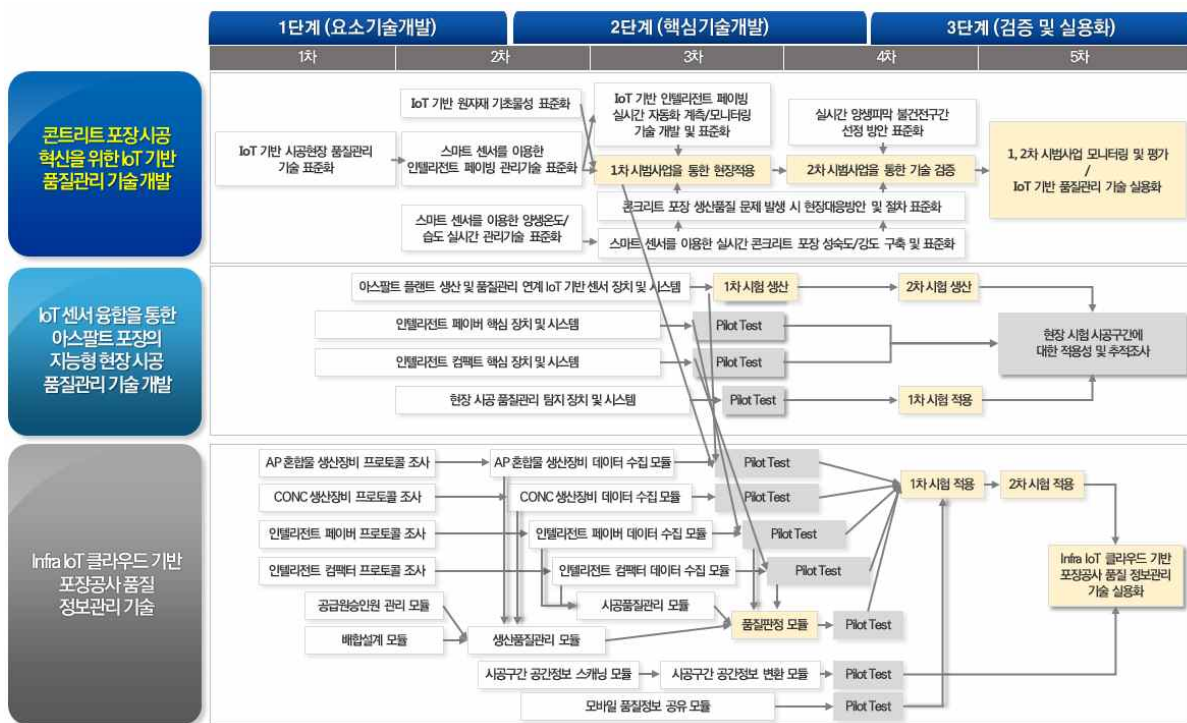 1단계 (요소기술개발)
2단계 (핵심기술개발)
3단계 (검증 및 실용화)
1차
2차
3차
4차
5차
콘트리트 포장 시공
혁신을 위한 IoT 기반
품질관리 기술 개발
IoT 기반 시공현장 품질관리
기술 표준화
IoT 기반 원자재 기초물성 표준화
스마트 센서를 이용한
인텔리전트 페이빙 관리기술 표준화
스마트 센서를 이용한 양생온도/
습도 실시간 관리기술 표준화
IoT 기반 인텔리전트 페이빙
실시간 자동화 계측/모니터링
기술 개발 및 표준화
1차 시범사업을 통한 현장적용
실시간 양생피막 불건전구간
선정 방안 표준화
2차 시범사업을 통한 기술 검증
콘크리트 포장 생산품질 문제 발생 시 현장대응방안 및 절차 표준화
스마트 센서를 이용한 실시간 콘크리트 포장 성숙도/강도 구축 및 표준화
1, 2차 시범사업 모니터링 및 평가
/
IoT 기반 품질관리 기술 실용화
IoT 센서 융합을 통한
아스팔트 포장의
지능형 현장 시공
품질관리 기술 개발
아스팔트 플랜트 생산 및 품질관리 연계 IoT 기반 센서 장치 및 시스템
1차 시험 생산
2차 시험 생산
인텔리전트 페이버 핵심 장치 및 시스템
Pilot Test
인텔리전트 컴팩트 핵심 장치 및 시스템
Pilot Test
현장 시공 품질관리 탐지 장치 및 시스템
Pilot Test
1차 시험 적용
현장 시험 시공구간에
대한 적용성 및 추적조사
Infra IoT 클라우드 기반
포장공사 품질
정보관리 기술
AP 혼합물 생산장비 프로토콜 조사
AP 혼합물 생산장비 데이터 수집 모듈
Pilot Test
CONC 생산장비 프로토콜 조사
CONC 생산장비 데이터 수집 모듈
Pilot Test
인텔리전트 페이버 프로토콜 조사
인텔리전트 페이버 데이터 수집 모듈
Pilot Test
인텔리전트 컴팩터 프로토콜 조사
인텔리전트 컴팩터 데이터 수집 모듈
Pilot Test
1차 시험 적용
2차 시험 적용
공급원승인원 관리 모듈
시공품질관리 모듈
배합설계 모듈
생산품질관리 모듈
품질판정 모듈
Pilot Test
시공구간 공간정보 스캐닝 모듈
시공구간 공간정보 변환 모듈
Pilot Test
모바일 품질정보 공유 모듈
Pilot Test
Infra IoT 클라우드 기반
포장공사 품질 정보관리
기술 실용화